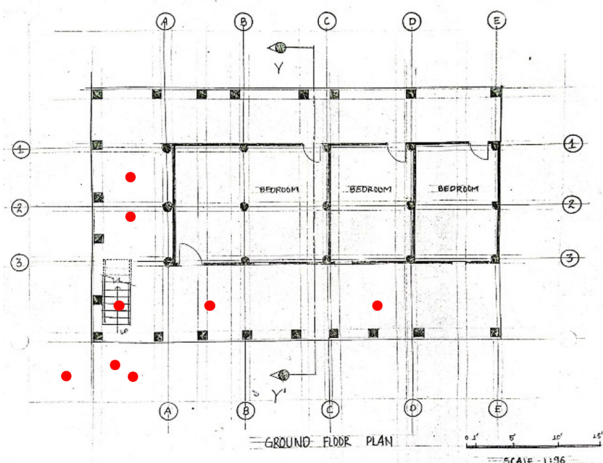 A B C D E
Y
1 1
BEDROOM BEDROOM BEDROOM
2 2
3 3
UP
Y'
A B C D E
GROUND FLOOR PLAN
0 1' 5' 10' 15'
SCALE - 1:96